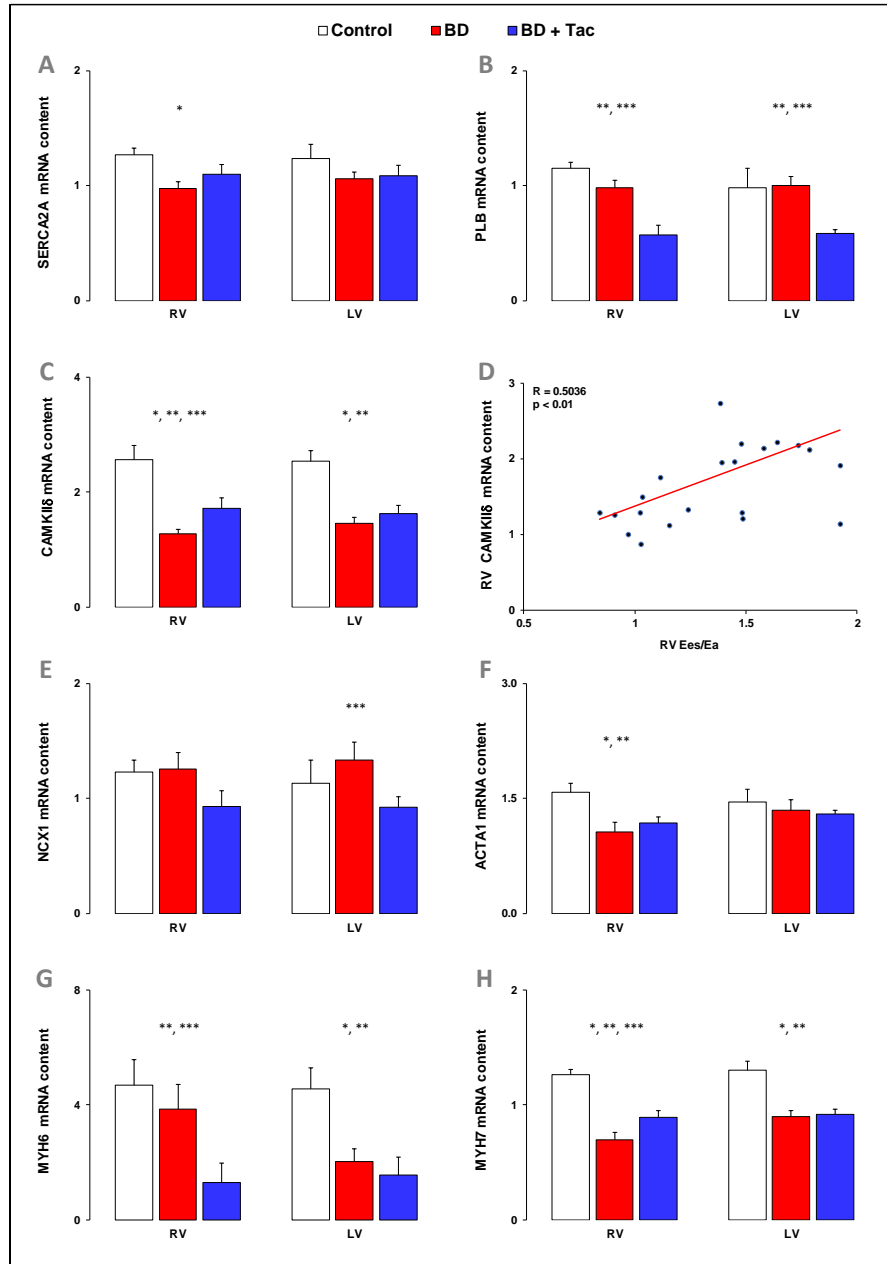 Control BD BD + Tac
A
SERCA2A mRNA content
2
1
0
*
RV LV
B
PLB mRNA content
2
1
0
**, *** **, ***
RV LV
C
CAMKIIδ mRNA content
4
2
0
*, **, *** *, **
RV LV
D
RV CAMKIIδ mRNA content
R = 0.5036
p < 0.01
3
2
1
0
0.5 1 1.5 2
RV Ees/Ea
E
NCX1 mRNA content
2
1
0
***
RV LV
F
ACTA1 mRNA content
3.0
1.5
0.0
*, **
RV LV
G
MYH6 mRNA content
8
4
0
**, *** *, **
RV LV
H
MYH7 mRNA content
2
1
0
*, **, *** *, **
RV LV